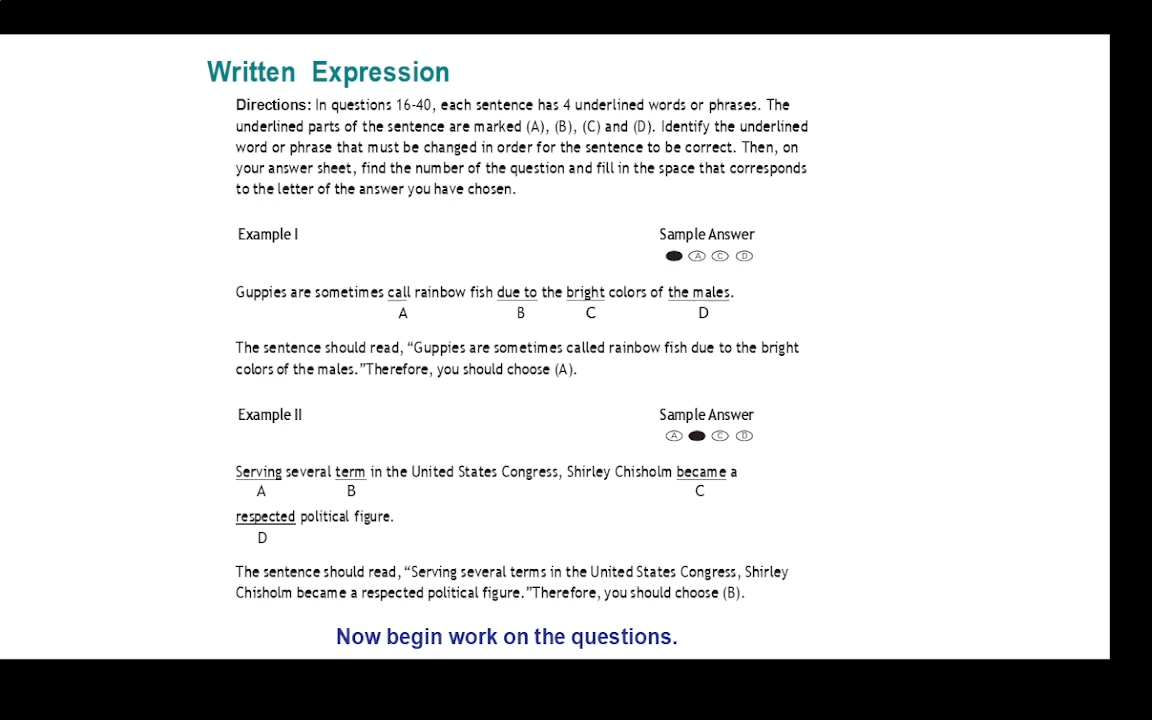 Written Expression
Directions: In questions 16-40, each sentence has 4 underlined words or phrases. The
underlined parts of the sentence are marked (A), (B), (C) and (D). Identify the underlined
word or phrase that must be changed in order for the sentence to be correct. Then, on
your answer sheet, find the number of the question and fill in the space that corresponds
to the letter of the answer you have chosen.
Example I Sample Answer
A C D
Guppies are sometimes call rainbow fish due to the bright colors of the males.
A B C D
The sentence should read, “Guppies are sometimes called rainbow fish due to the bright
colors of the males.”Therefore, you should choose (A).
Example II Sample Answer
A C D
Serving several term in the United States Congress, Shirley Chisholm became a
A B C
respected political figure.
D
The sentence should read, “Serving several terms in the United States Congress, Shirley
Chisholm became a respected political figure.”Therefore, you should choose (B).
Now begin work on the questions.